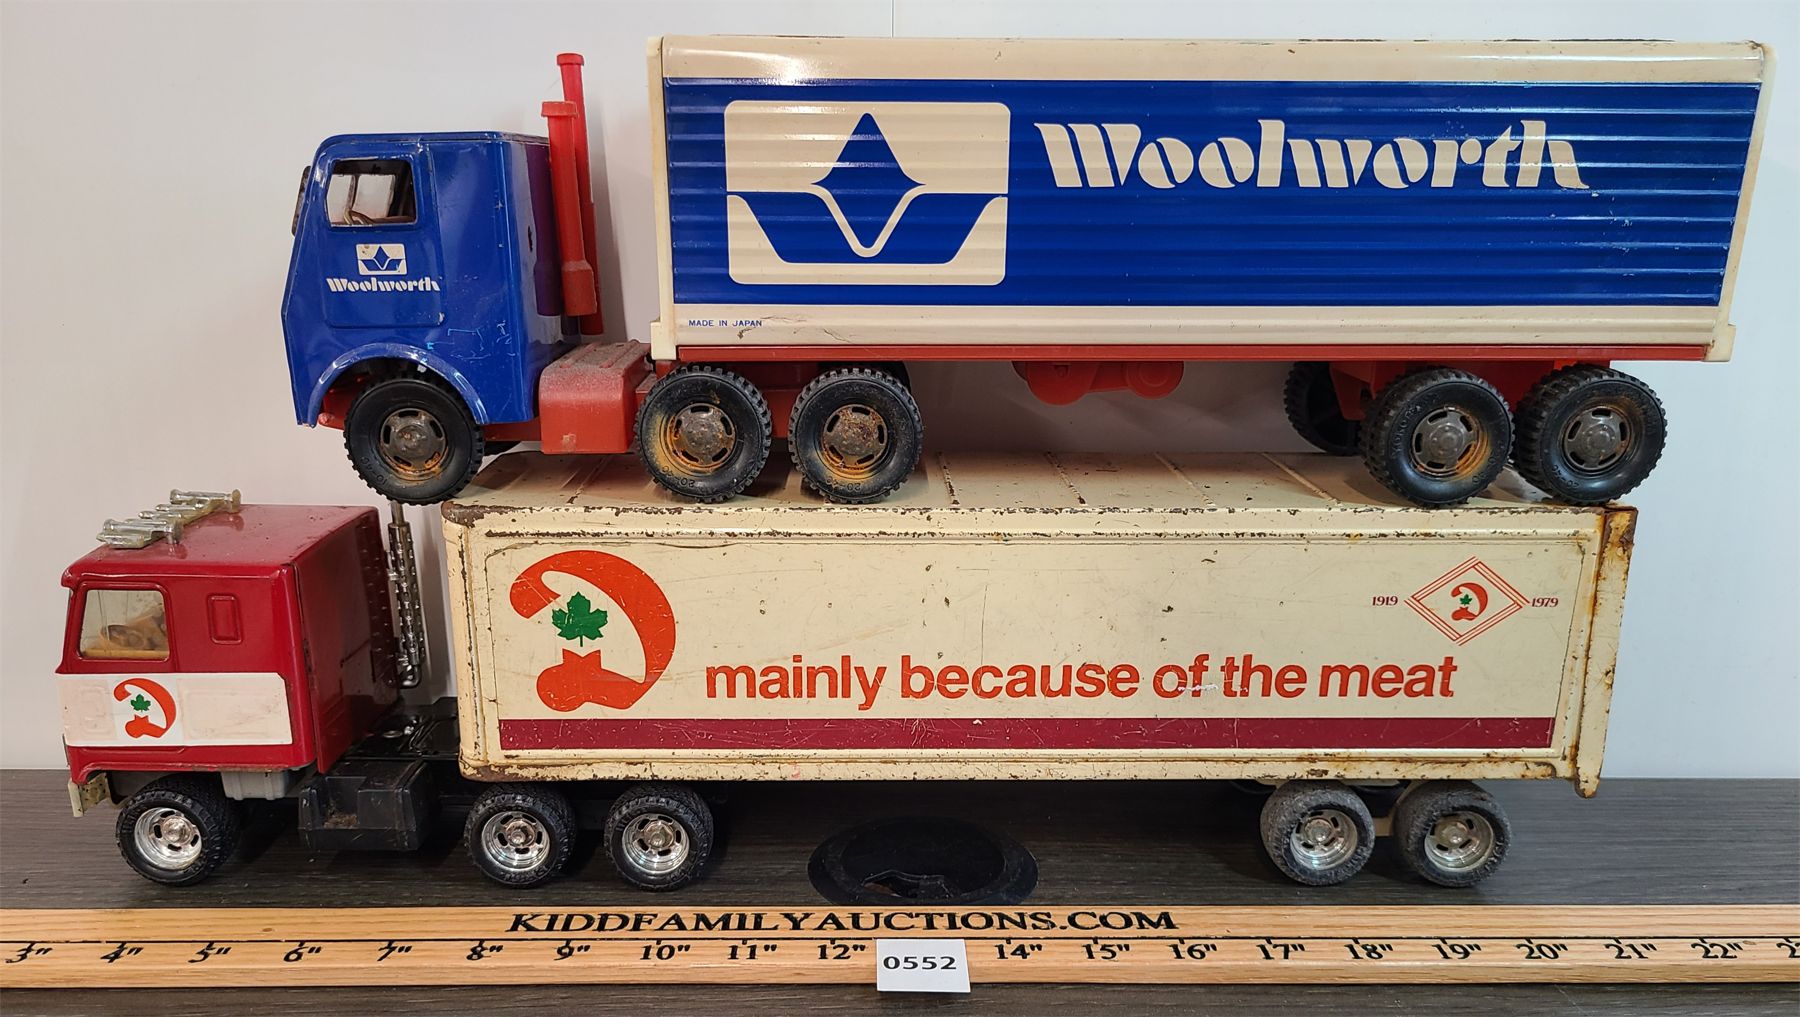 Woolworth
Woolworth
MADE IN JAPAN
1919
1979
mainly because of the meat
KIDDFAMILYAUCTIONS.COM
3" 4" 5" 6" 7" 8" 9" 10" 11" 12" 14" 15" 16" 17" 18" 19" 20" 21" 22"
0552